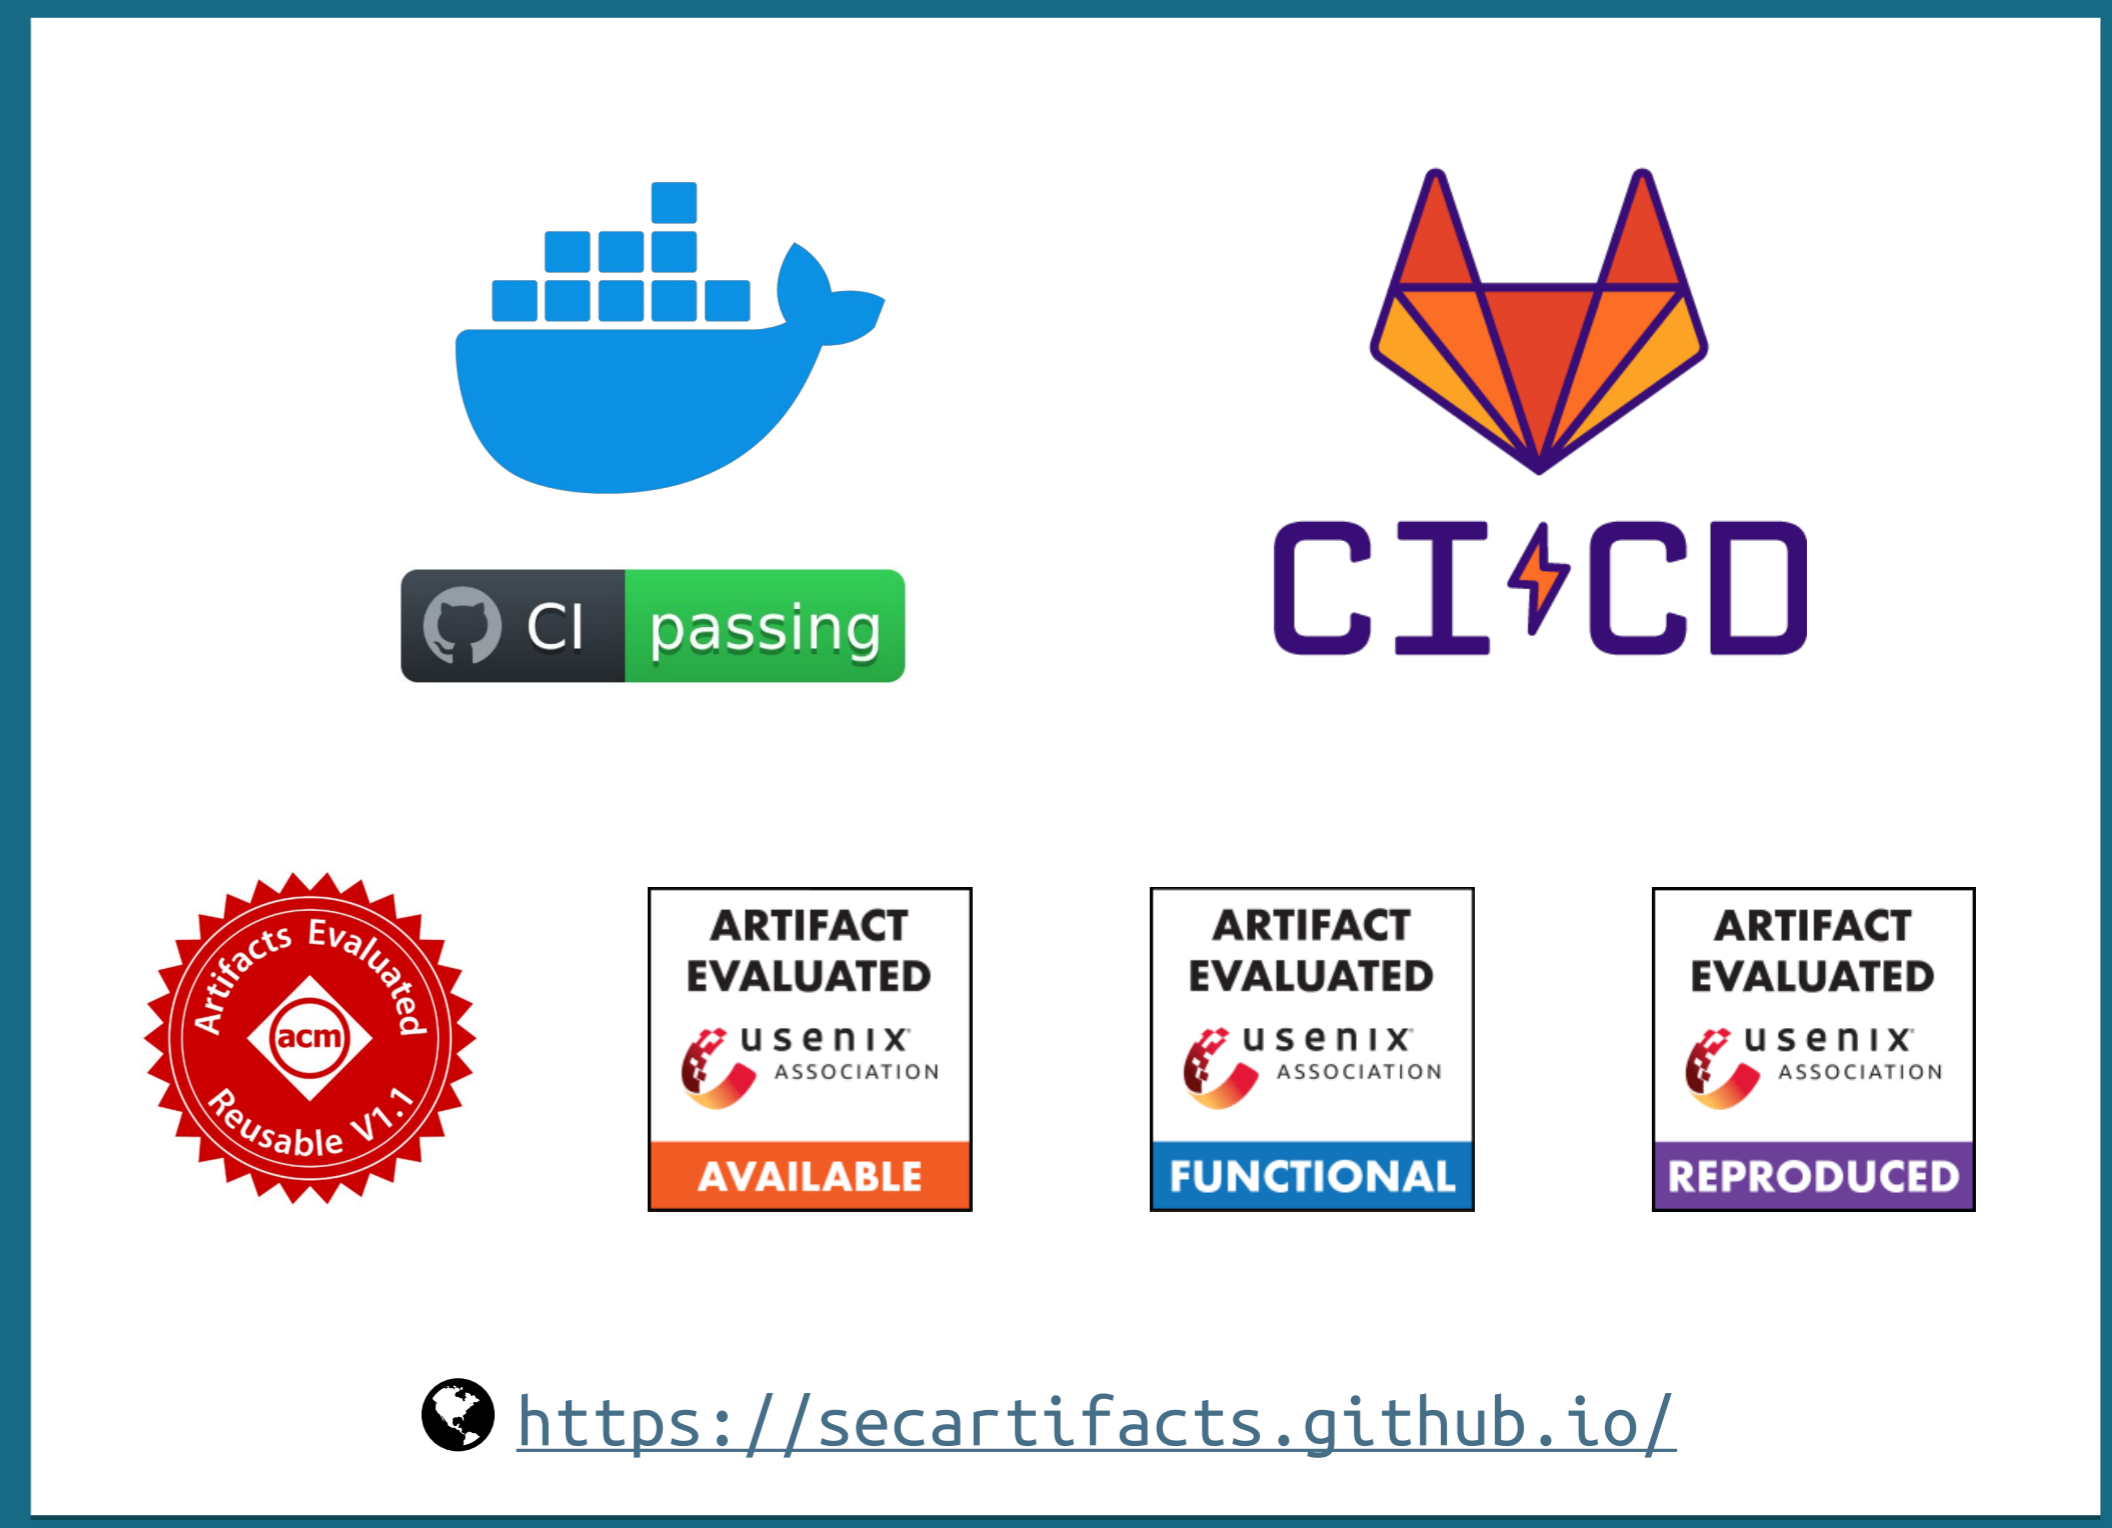 CI passing
CI CD
Artifacts Evaluated
acm
Reusable V1.1
ARTIFACT
EVALUATED
usenix
ASSOCIATION
AVAILABLE
ARTIFACT
EVALUATED
usenix
ASSOCIATION
FUNCTIONAL
ARTIFACT
EVALUATED
usenix
ASSOCIATION
REPRODUCED
https://secartifacts.github.io/